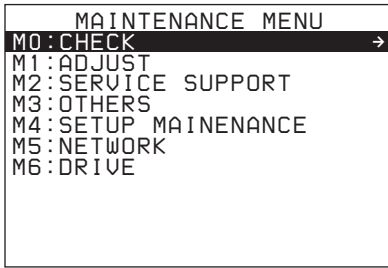 MAINTENANCE MENU
M0:CHECK →
M1:ADJUST
M2:SERVICE SUPPORT
M3:OTHERS
M4:SETUP MAINENANCE
M5:NETWORK
M6:DRIVE